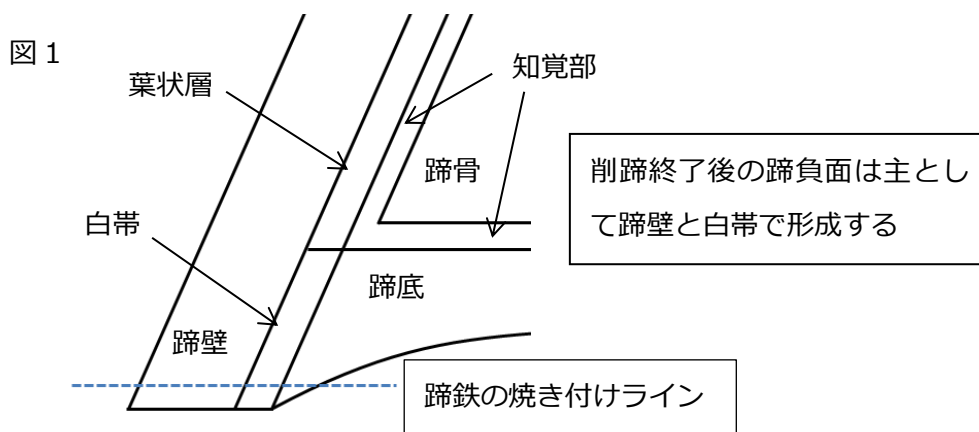 図1
葉状層
知覚部
蹄骨
削蹄終了後の蹄負面は主とし
て蹄壁と白帯で形成する
白帯
蹄底
蹄壁
蹄鉄の焼き付けライン